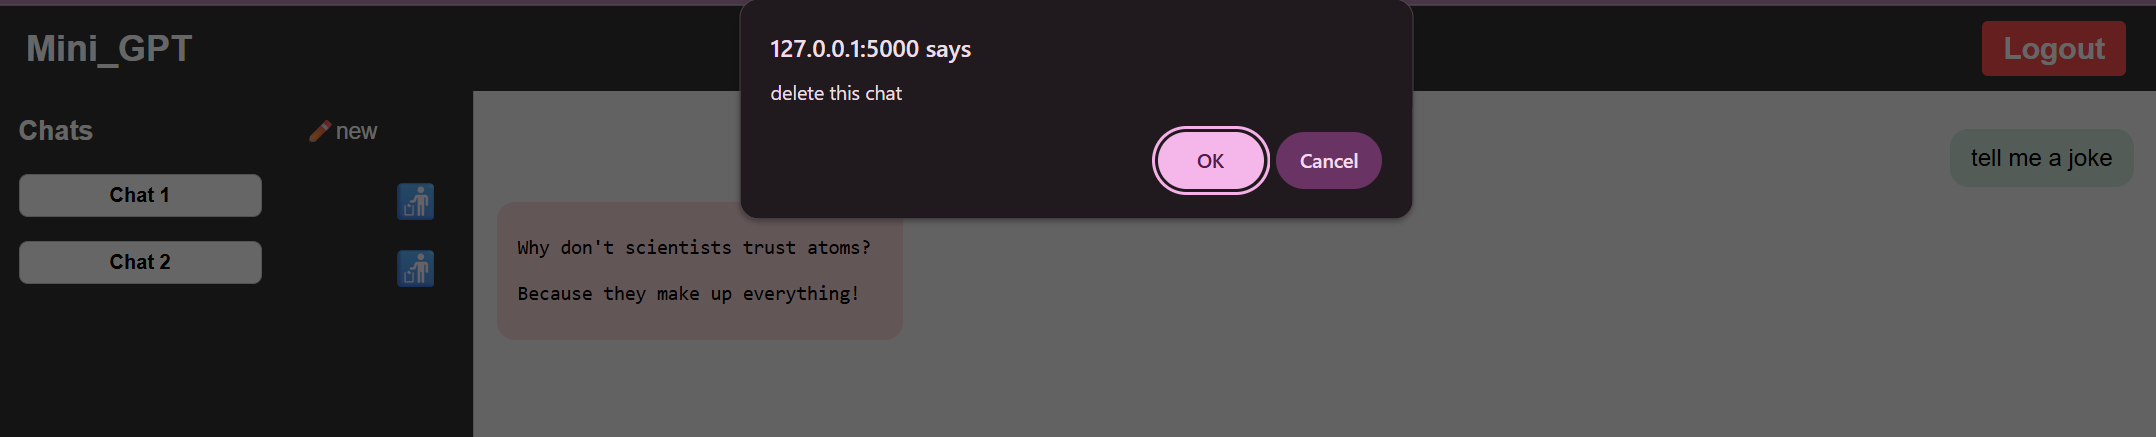 Mini_GPT
127.0.0.1:5000 says
delete this chat
OK
Cancel
Logout
Chats
new
Chat 1
Chat 2
tell me a joke
Why don't scientists trust atoms?
Because they make up everything!